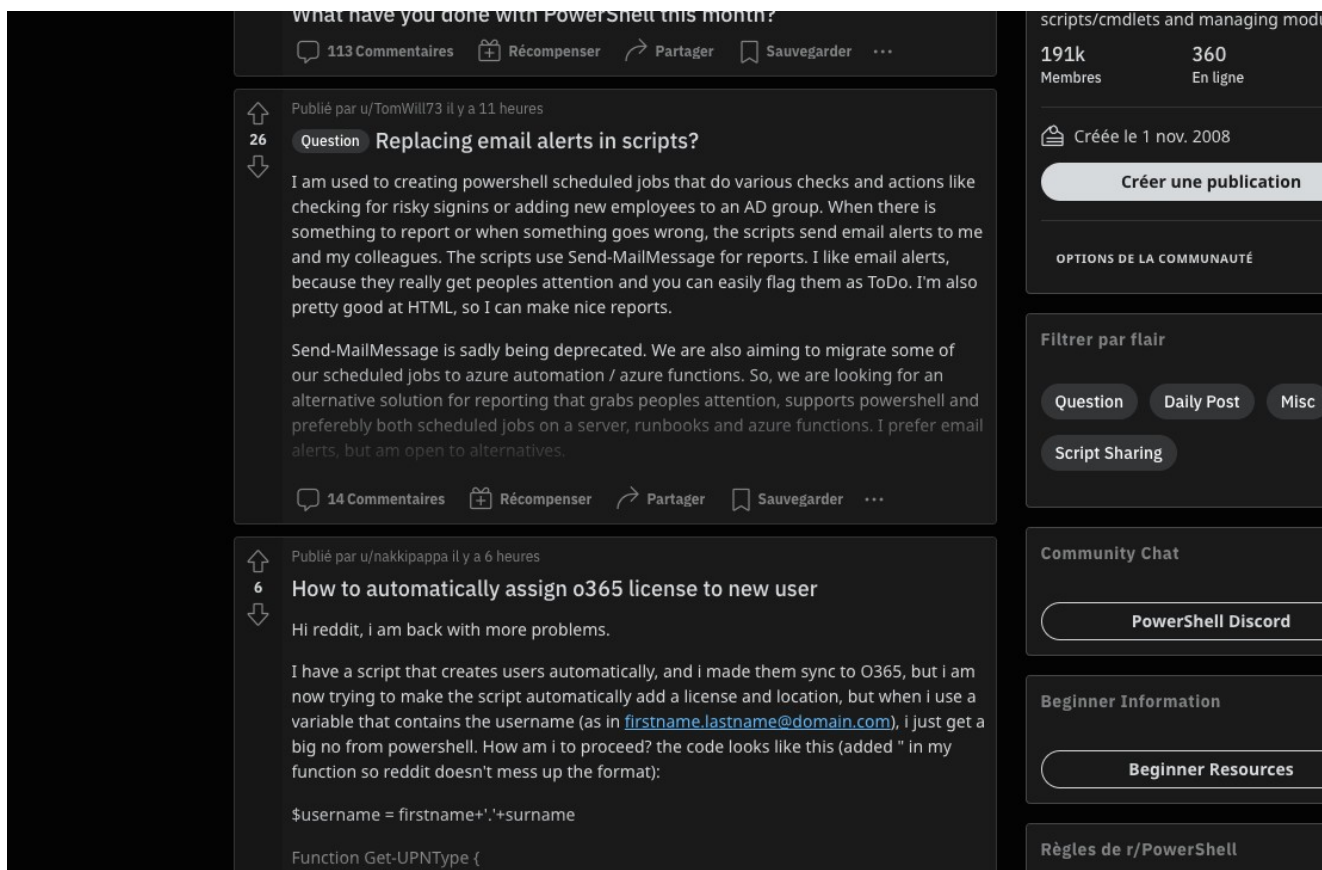 What have you done with PowerShell this month?
113 Commentaires Récompenser Partager Sauvegarder ...
Publié par u/TomWill73 il y a 11 heures
26
Question Replacing email alerts in scripts?
I am used to creating powershell scheduled jobs that do various checks and actions like
checking for risky signins or adding new employees to an AD group. When there is
something to report or when something goes wrong, the scripts send email alerts to me
and my colleagues. The scripts use Send-MailMessage for reports. I like email alerts,
because they really get peoples attention and you can easily flag them as ToDo. I'm also
pretty good at HTML, so I can make nice reports.
Send-MailMessage is sadly being deprecated. We are also aiming to migrate some of
our scheduled jobs to azure automation / azure functions. So, we are looking for an
alternative solution for reporting that grabs peoples attention, supports powershell and
preferebly both scheduled jobs on a server, runbooks and azure functions. I prefer email
alerts, but am open to alternatives.
14 Commentaires Récompenser Partager Sauvegarder ...
Publié par u/nakkipappa il y a 6 heures
6
How to automatically assign o365 license to new user
Hi reddit, i am back with more problems.
I have a script that creates users automatically, and i made them sync to O365, but i am
now trying to make the script automatically add a license and location, but when i use a
variable that contains the username (as in firstname.lastname@domain.com), i just get a
big no from powershell. How am i to proceed? the code looks like this (added " in my
function so reddit doesn't mess up the format):
$username = firstname+'.'+surname
Function Get-UPNType {
scripts/cmdlets and managing modu
191k 360
Membres En ligne
Créée le 1 nov. 2008
Créer une publication
OPTIONS DE LA COMMUNAUTÉ
Filtrer par flair
Question Daily Post Misc
Script Sharing
Community Chat
PowerShell Discord
Beginner Information
Beginner Resources
Règles de r/PowerShell